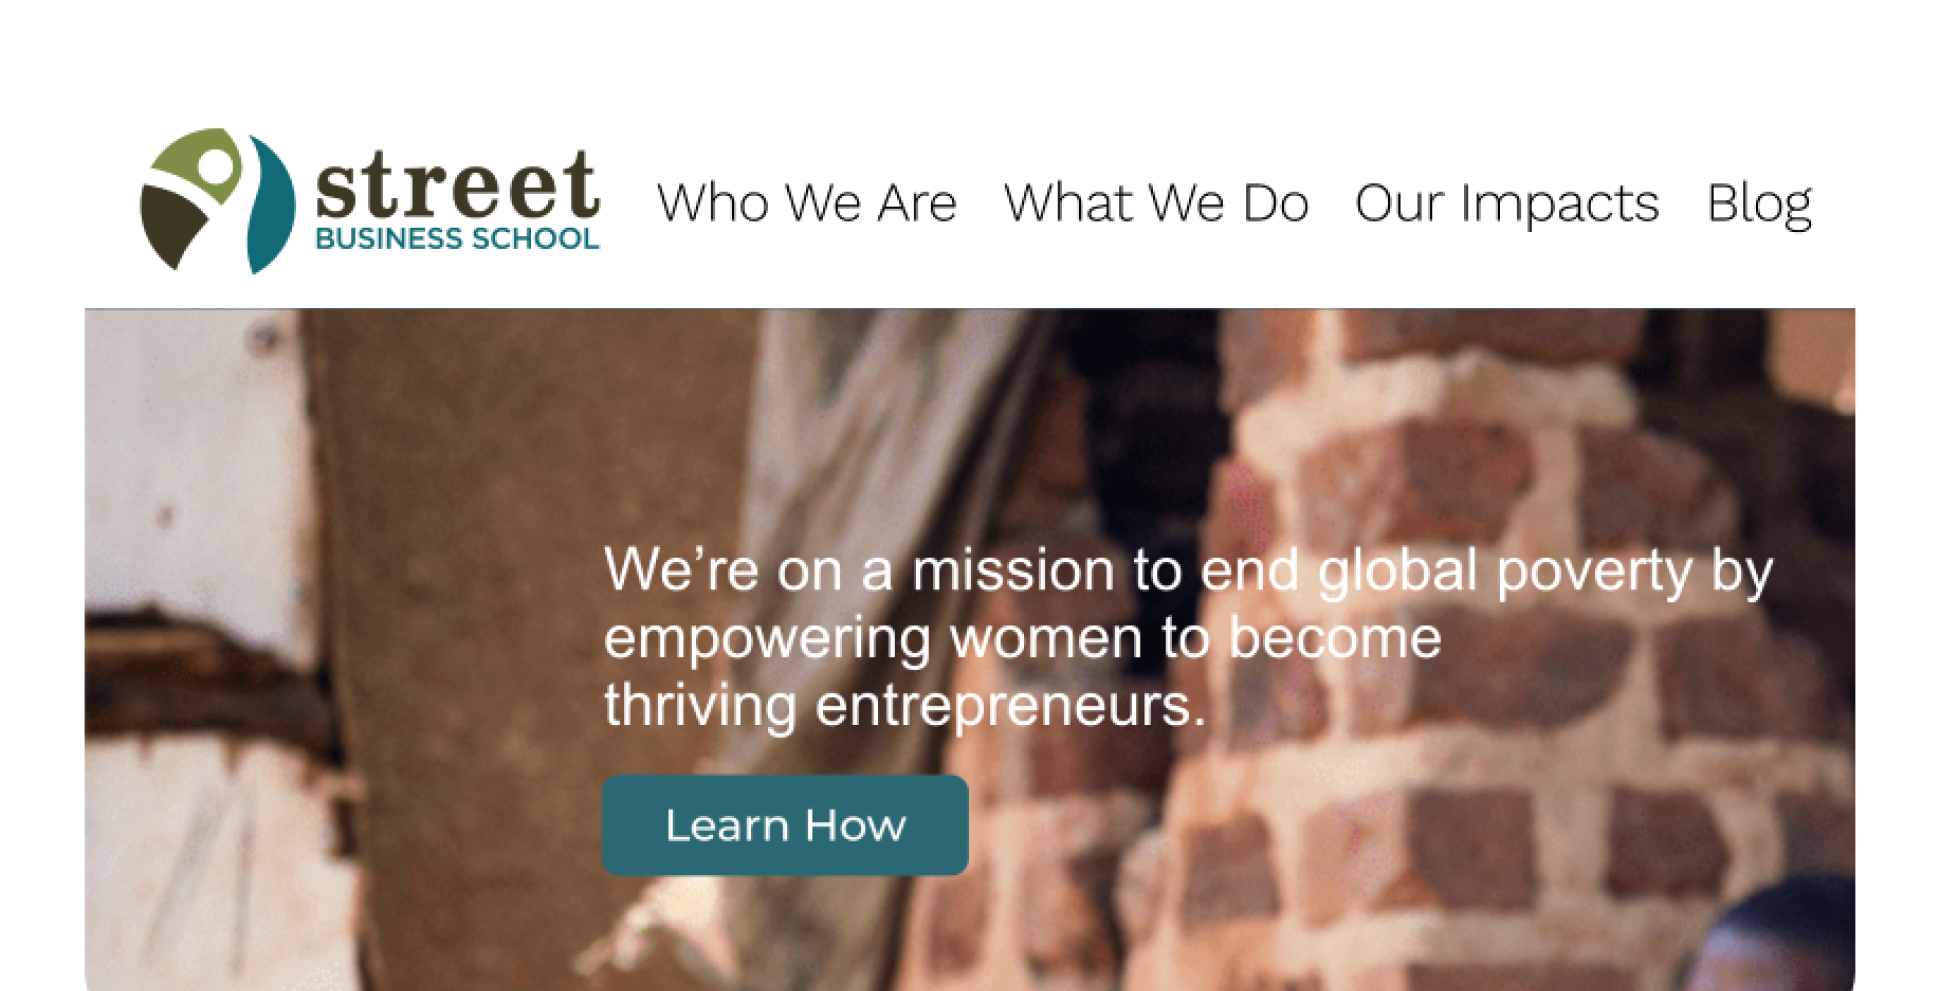 street
BUSINESS SCHOOL
Who We Are What We Do Our Impacts Blog
We’re on a mission to end global poverty by
empowering women to become
thriving entrepreneurs.
Learn How